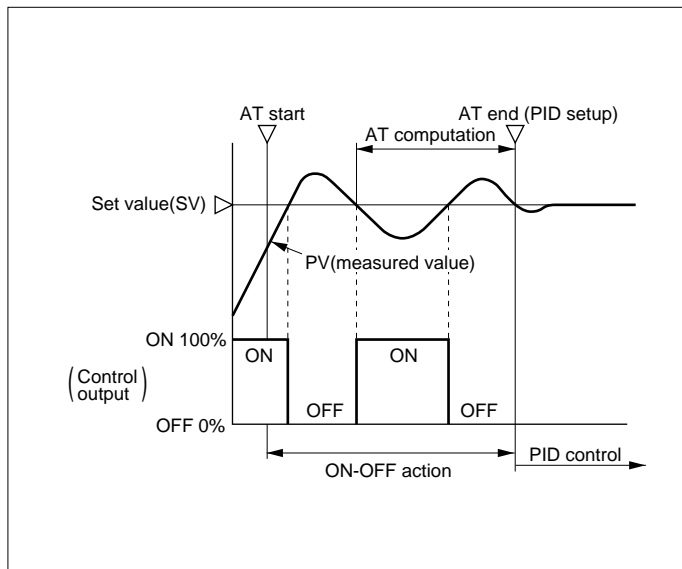 AT start
AT end (PID setup)
AT computation
Set value(SV)
PV(measured value)
ON 100%
ON
ON
(Control
output)
OFF
OFF
OFF 0%
ON-OFF action
PID control